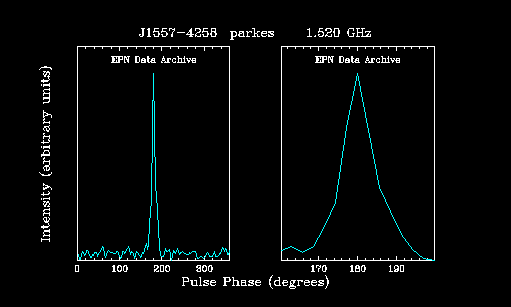 J1557-4258 parkes 1.520 GHz
EPN Data Archive EPN Data Archive
Intensity (arbitrary units)
0 100 200 300 170 180 190
Pulse Phase (degrees)